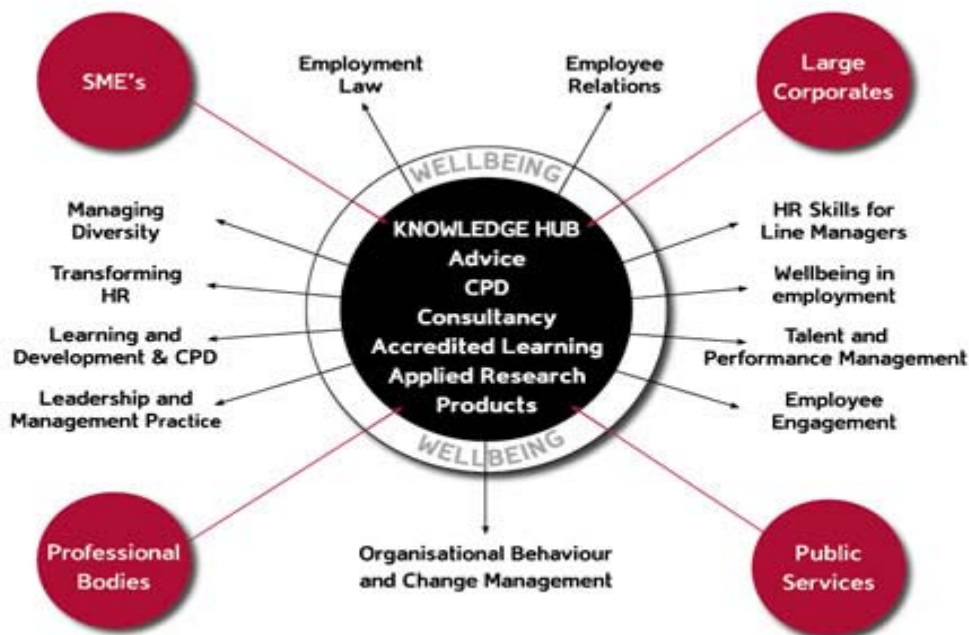 SME's
Employment
Law
Employee
Relations
Large
Corporates
WELLBEING
Managing
Diversity
Transforming
HR
Learning and
Development & CPD
Leadership and
Management Practice
KNOWLEDGE HUB
Advice
CPD
Consultancy
Accredited Learning
Applied Research
Products
HR Skills for
Line Managers
Wellbeing in
employment
Talent and
Performance Management
Employee
Engagement
WELLBEING
Professional
Bodies
Organisational Behaviour
and Change Management
Public
Services